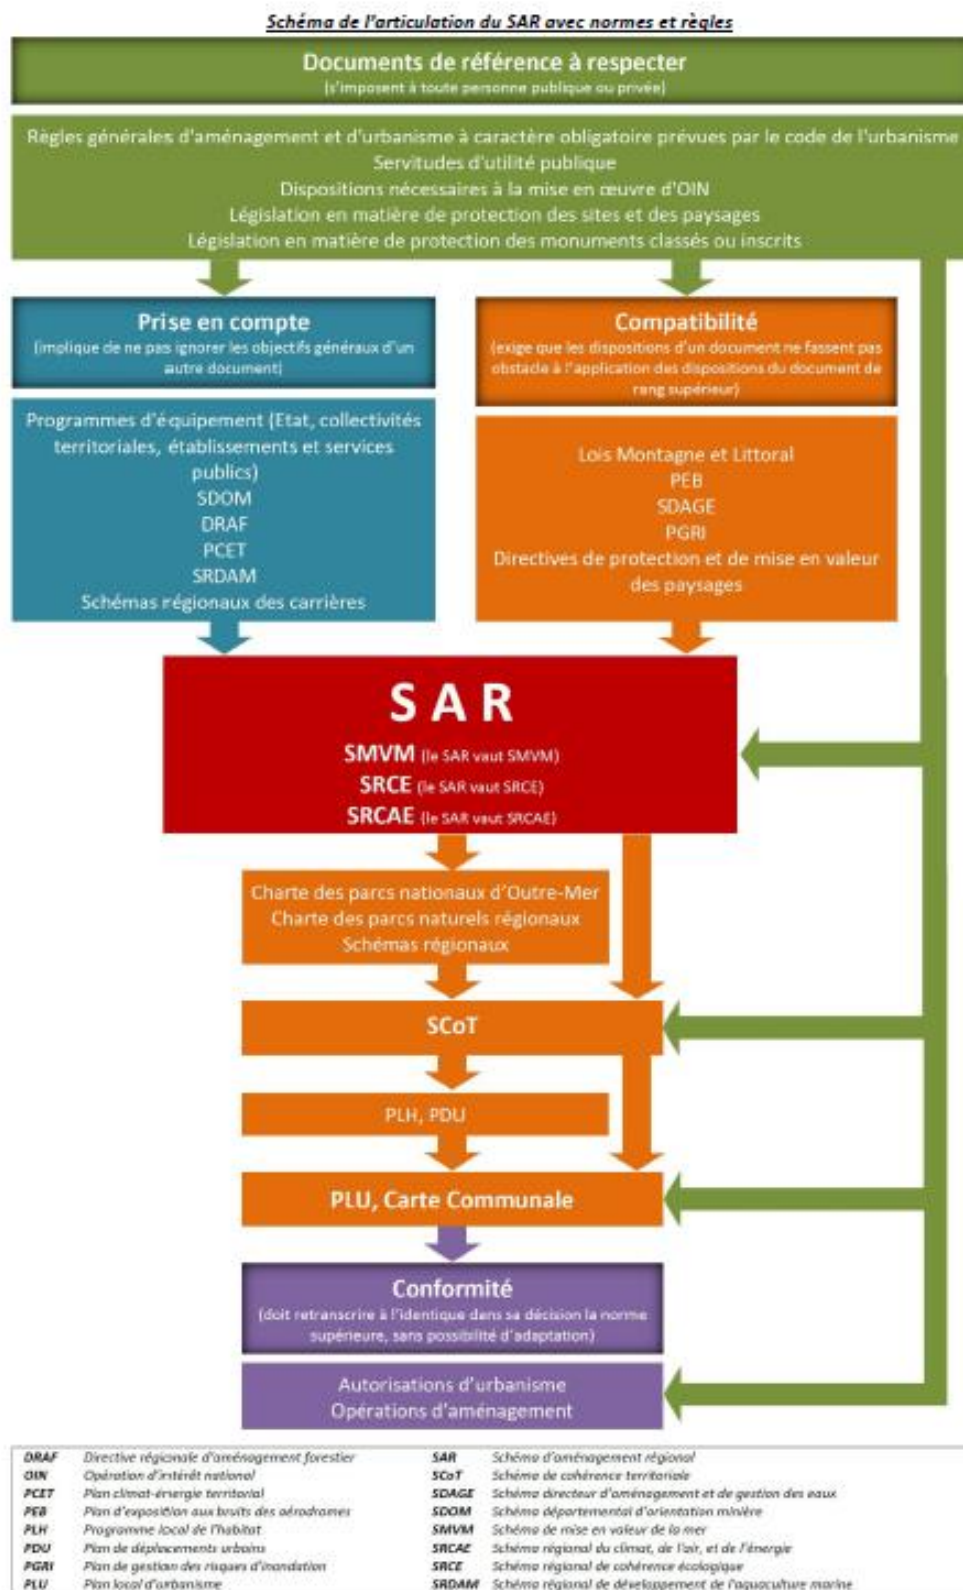 Schéma de l'articulation du SAR avec normes et règles
Documents de référence à respecter
(s'imposent à toute personne publique ou privée)
Règles générales d'aménagement et d'urbanisme à caractère obligatoire prévues par le code de l'urbanisme
Servitudes d'utilité publique
Dispositions nécessaires à la mise en œuvre d'OIN
Législation en matière de protection des sites et des paysages
Législation en matière de protection des monuments classés ou inscrits
Prise en compte
(implique de ne pas ignorer les objectifs généraux d'un
autre document)
Programmes d'équipement (Etat, collectivités
territoriales, établissements et services
publics)
SDOM
DRAF
PCET
SRDAM
Schémas régionaux des carrières
Compatibilité
(exige que les dispositions d'un document ne fassent pas
obstacle à l'application des dispositions du document de
rang supérieur)
Lois Montagne et Littoral
PEB
SDAGE
PGRI
Directives de protection et de mise en valeur
des paysages
S A R
SMVM (le SAR vaut SMVM)
SRCE (le SAR vaut SRCE)
SRCAE (le SAR vaut SRCAE)
Charte des parcs nationaux d'Outre-Mer
Charte des parcs naturels régionaux
Schémas régionaux
SCoT
PLH, PDU
PLU, Carte Communale
Conformité
(doit retranscrire à l'identique dans sa décision la norme
supérieure, sans possibilité d'adaptation)
Autorisations d'urbanisme
Opérations d'aménagement
DRAF Directive régionale d'aménagement forestier
OIN Opération d'intérêt national
PCET Plan climat-énergie territorial
PEB Plan d'exposition aux bruits des aérodromes
PLH Programme local de l'habitat
PDU Plan de déplacements urbains
PGRI Plan de gestion des risques d'inondation
PLU Plan local d'urbanisme
SAR Schéma d'aménagement régional
SCoT Schéma de cohérence territoriale
SDAGE Schéma directeur d'aménagement et de gestion des eaux
SDOM Schéma départemental d'orientation minière
SMVM Schéma de mise en valeur de la mer
SRCAE Schéma régional du climat, de l'air, et de l'énergie
SRCE Schéma régional de cohérence écologique
SRDAM Schéma régional de développement de l'aquaculture marine